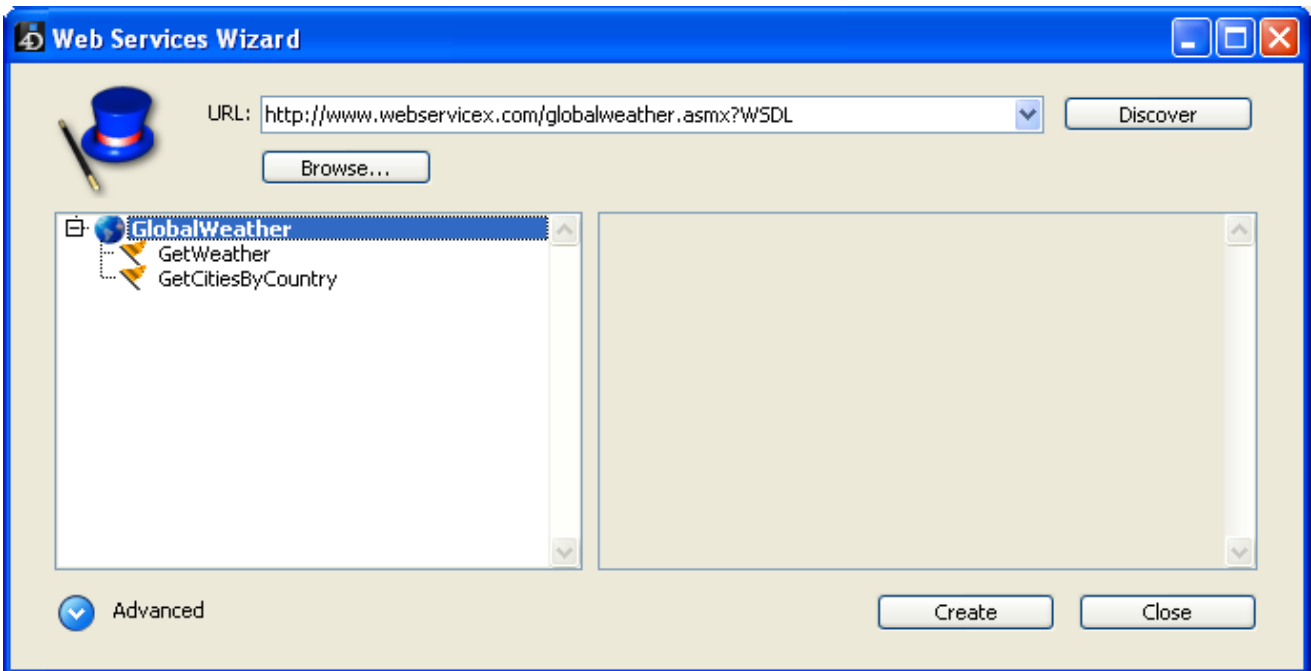 4D Web Services Wizard
URL: http://www.webservicex.com/globalweather.asmx?WSDL Discover
Browse...
GlobalWeather
GetWeather
GetCitiesByCountry
Advanced Create Close